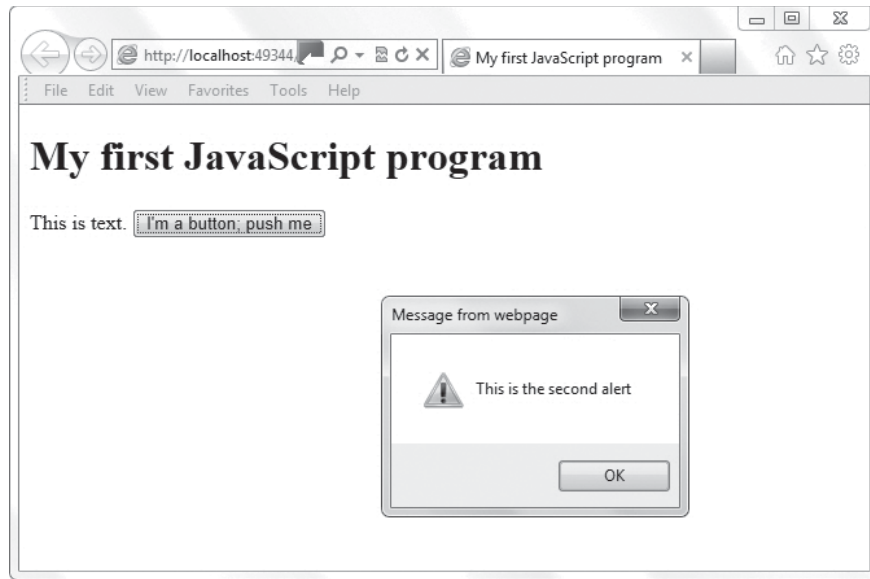 http://localhost:49344/
My first JavaScript program
File Edit View Favorites Tools Help
My first JavaScript program
This is text. I'm a button; push me
Message from webpage
This is the second alert
OK